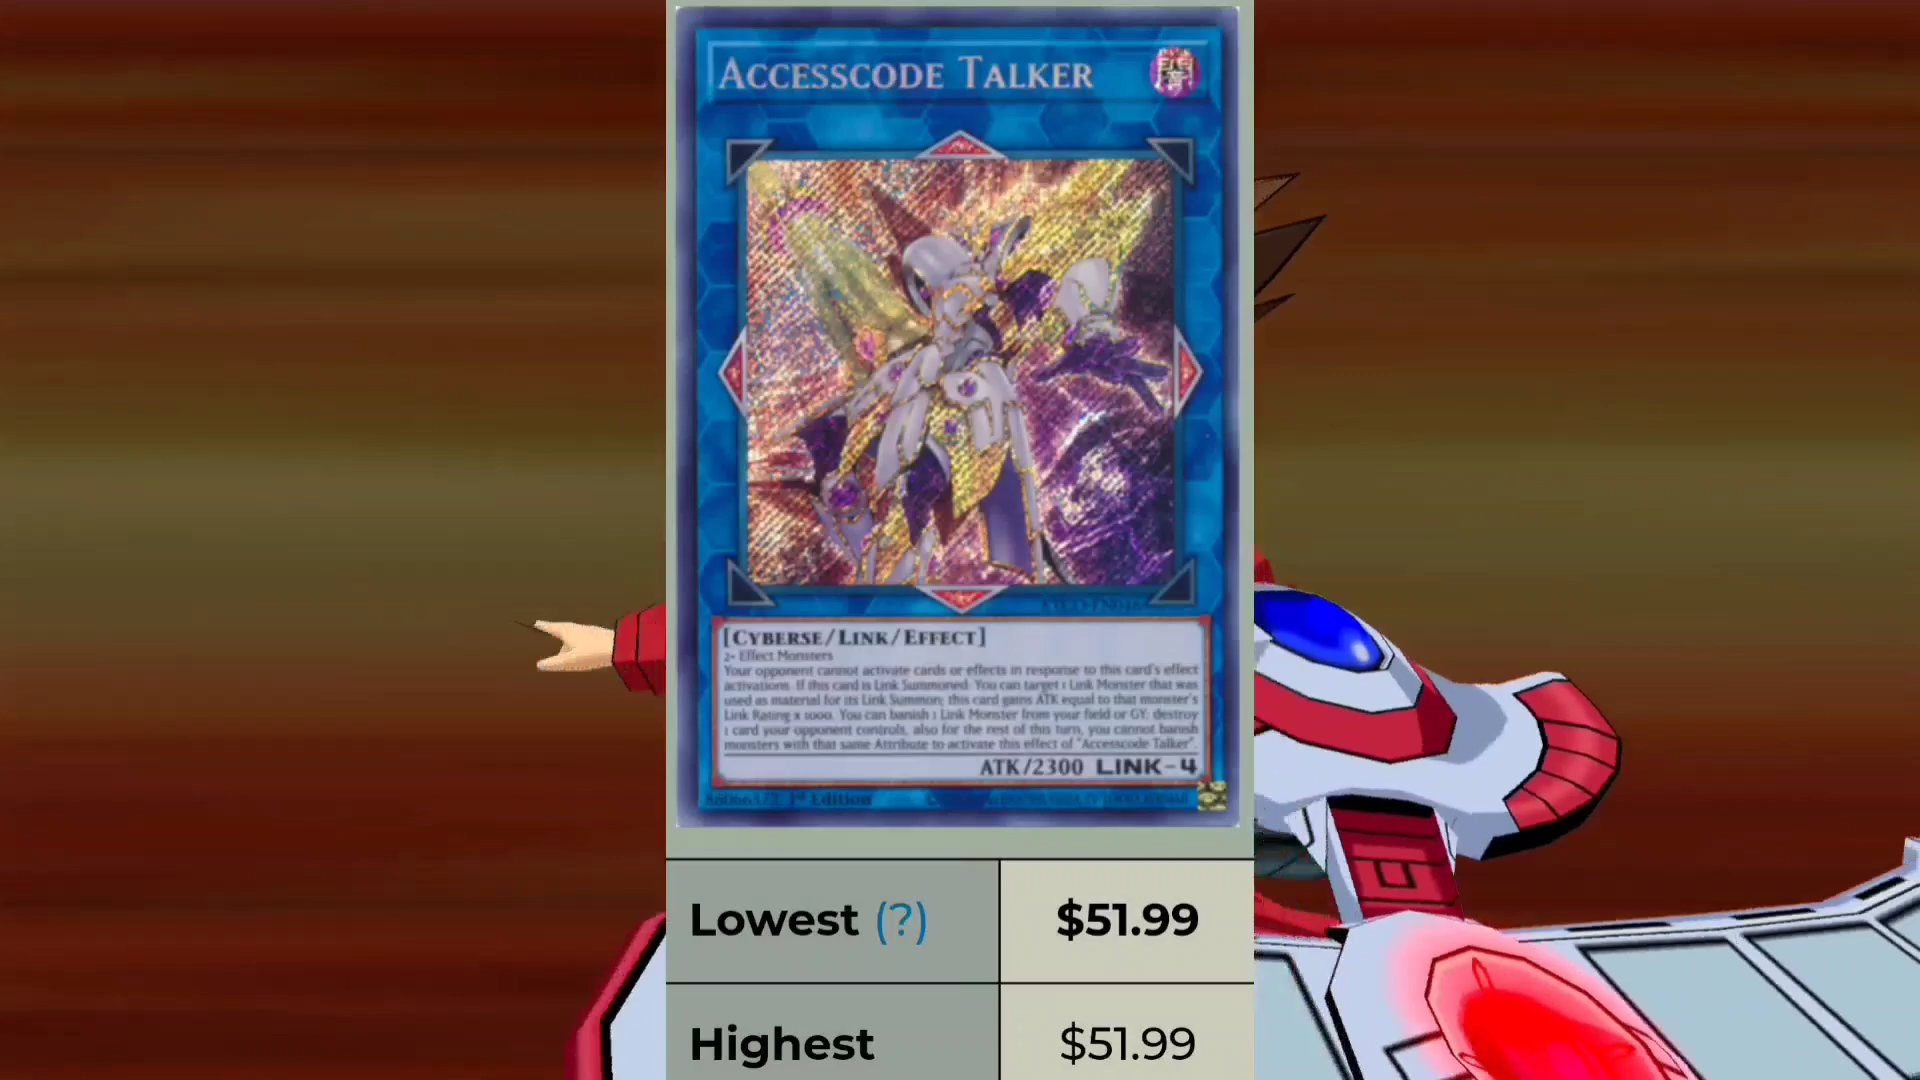 ACCESSCODE TALKER
闇
ETCO-EN046
[CYBERSE/LINK/EFFECT]
2+ Effect Monsters
Your opponent cannot activate cards or effects in response to this card's effect
activations. If this card is Link Summoned: You can target 1 Link Monster that was
used as material for its Link Summon; this card gains ATK equal to that monster's
Link Rating x 1000. You can banish 1 Link Monster from your field or GY; destroy
1 card your opponent controls, also for the rest of this turn, you cannot banish
monsters with that same Attribute to activate this effect of "Accesscode Talker".
ATK/2300 LINK-4
1st Edition
Lowest (?) $51.99
Highest $51.99